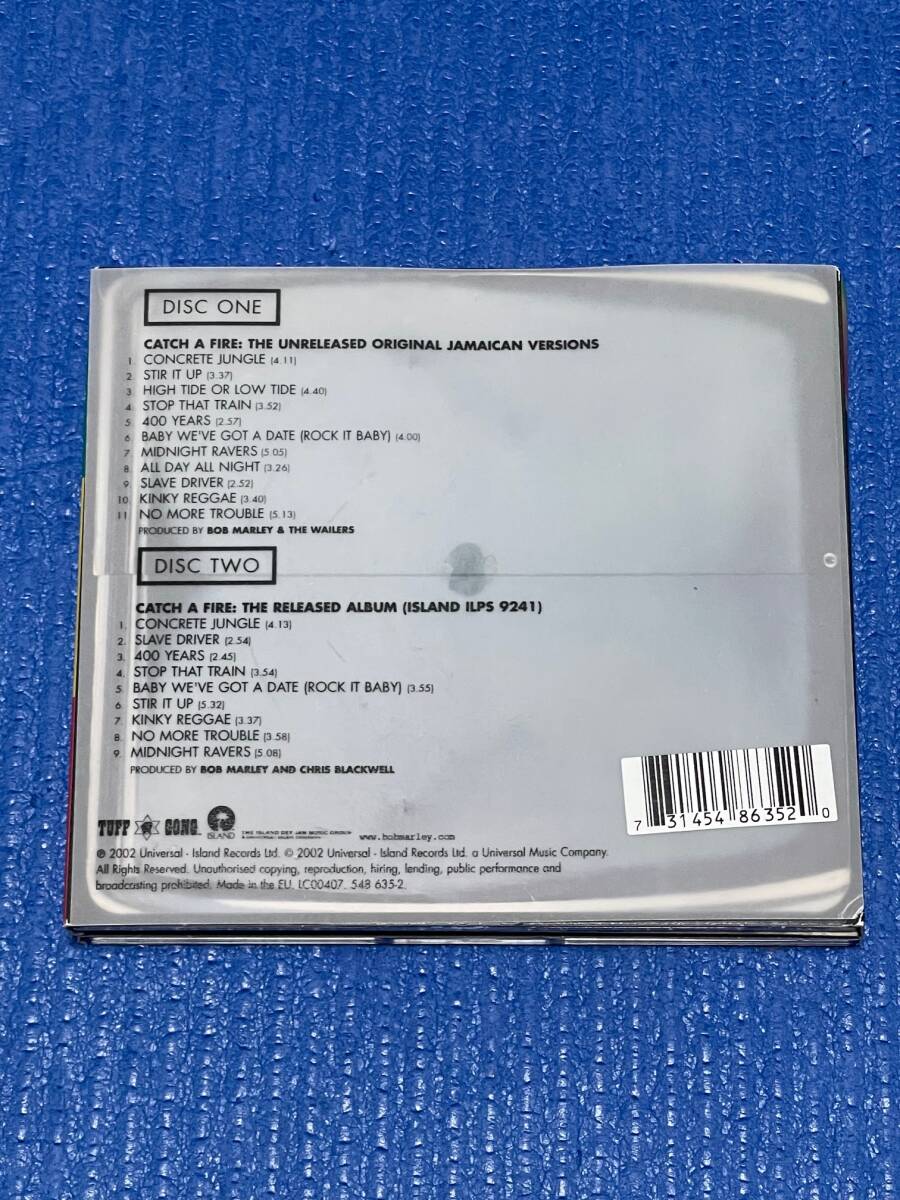 DISC ONE
CATCH A FIRE: THE UNRELEASED ORIGINAL JAMAICAN VERSIONS
1. CONCRETE JUNGLE (4.11)
2. STIR IT UP (3.37)
3. HIGH TIDE OR LOW TIDE (4.40)
4. STOP THAT TRAIN (3.52)
5. 400 YEARS (2.57)
6. BABY WE'VE GOT A DATE (ROCK IT BABY) (4.00)
7. MIDNIGHT RAVERS (5.05)
8. ALL DAY ALL NIGHT (3.26)
9. SLAVE DRIVER (2.52)
10. KINKY REGGAE (3.40)
11. NO MORE TROUBLE (5.13)
PRODUCED BY BOB MARLEY & THE WAILERS
DISC TWO
CATCH A FIRE: THE RELEASED ALBUM (ISLAND ILPS 9241)
1. CONCRETE JUNGLE (4.13)
2. SLAVE DRIVER (2.54)
3. 400 YEARS (2.45)
4. STOP THAT TRAIN (3.54)
5. BABY WE'VE GOT A DATE (ROCK IT BABY) (3.55)
6. STIR IT UP (5.32)
7. KINKY REGGAE (3.37)
8. NO MORE TROUBLE (3.58)
9. MIDNIGHT RAVERS (5.08)
PRODUCED BY BOB MARLEY AND CHRIS BLACKWELL
7 31454 86352 0
TUFF GONG ISLAND THE ISLAND DEF JAM MUSIC GROUP www.bobmarley.com
℗ 2002 Universal - Island Records Ltd. © 2002 Universal - Island Records Ltd. a Universal Music Company.
All Rights Reserved. Unauthorised copying, reproduction, hiring, lending, public performance and
broadcasting prohibited. Made in the EU. LC00407. 548 635-2.